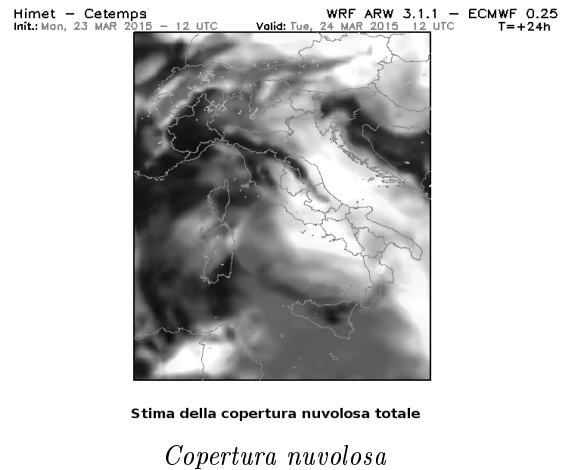 Himet – Cetemps WRF ARW 3.1.1 – ECMWF 0.25
Init.: Mon, 23 MAR 2015 – 12 UTC Valid: Tue, 24 MAR 2015 12 UTC T=+24h
Stima della copertura nuvolosa totale
Copertura nuvolosa